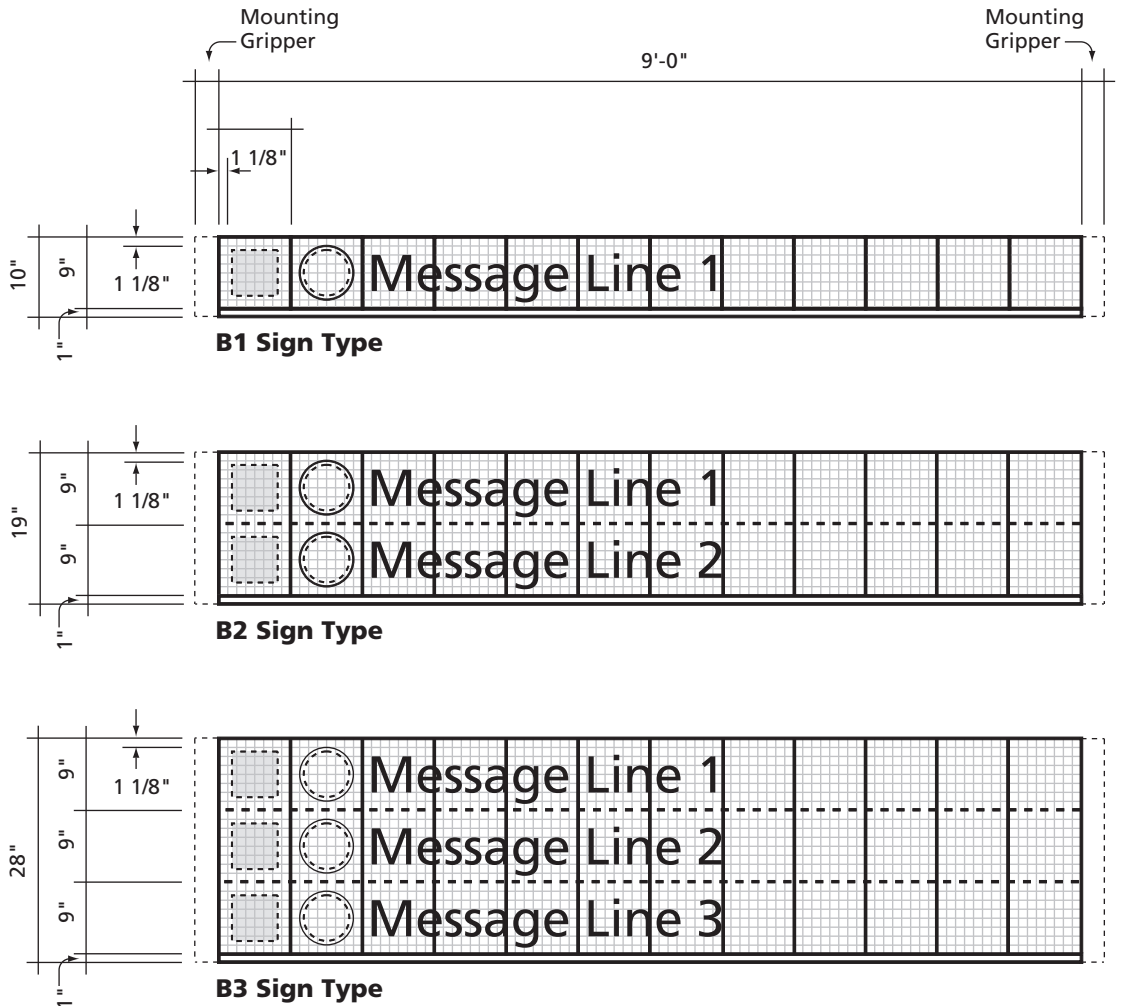 Mounting
Gripper
Mounting
Gripper
9'-0"
1 1/8"
10"
9"
1 1/8"
1"
Message Line 1
B1 Sign Type
19"
9"
1 1/8"
9"
1"
Message Line 1
Message Line 2
B2 Sign Type
28"
9"
1 1/8"
9"
9"
1"
Message Line 1
Message Line 2
Message Line 3
B3 Sign Type